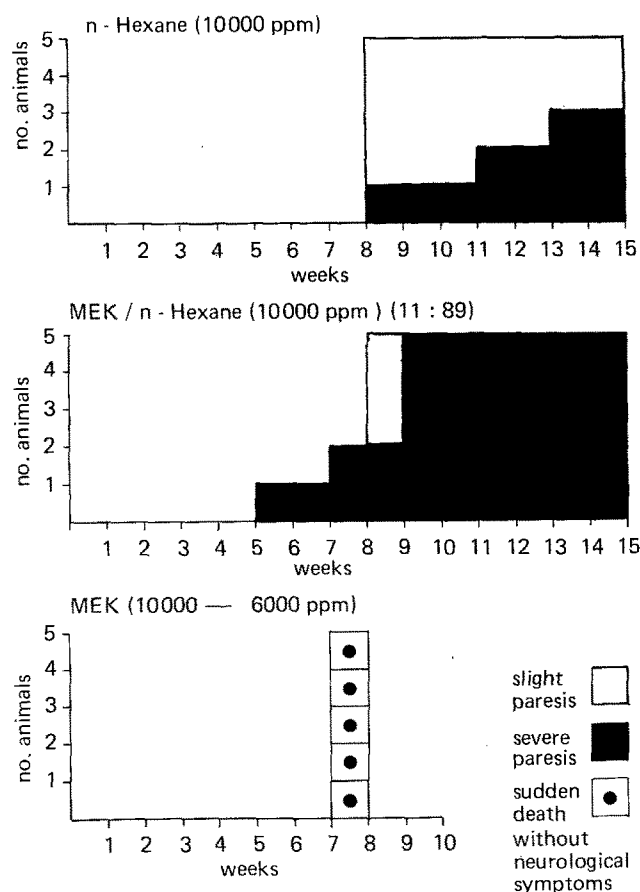 n - Hexane (10000 ppm)
no. animals
5
4
3
2
1
1 2 3 4 5 6 7 8 9 10 11 12 13 14 15
weeks
MEK / n - Hexane (10000 ppm ) (11 : 89)
no. animals
5
4
3
2
1
1 2 3 4 5 6 7 8 9 10 11 12 13 14 15
weeks
MEK (10000 — 6000 ppm)
no. animals
5
4
3
2
1
1 2 3 4 5 6 7 8 9 10
weeks
slight
paresis
severe
paresis
sudden
death
without
neurological
symptoms